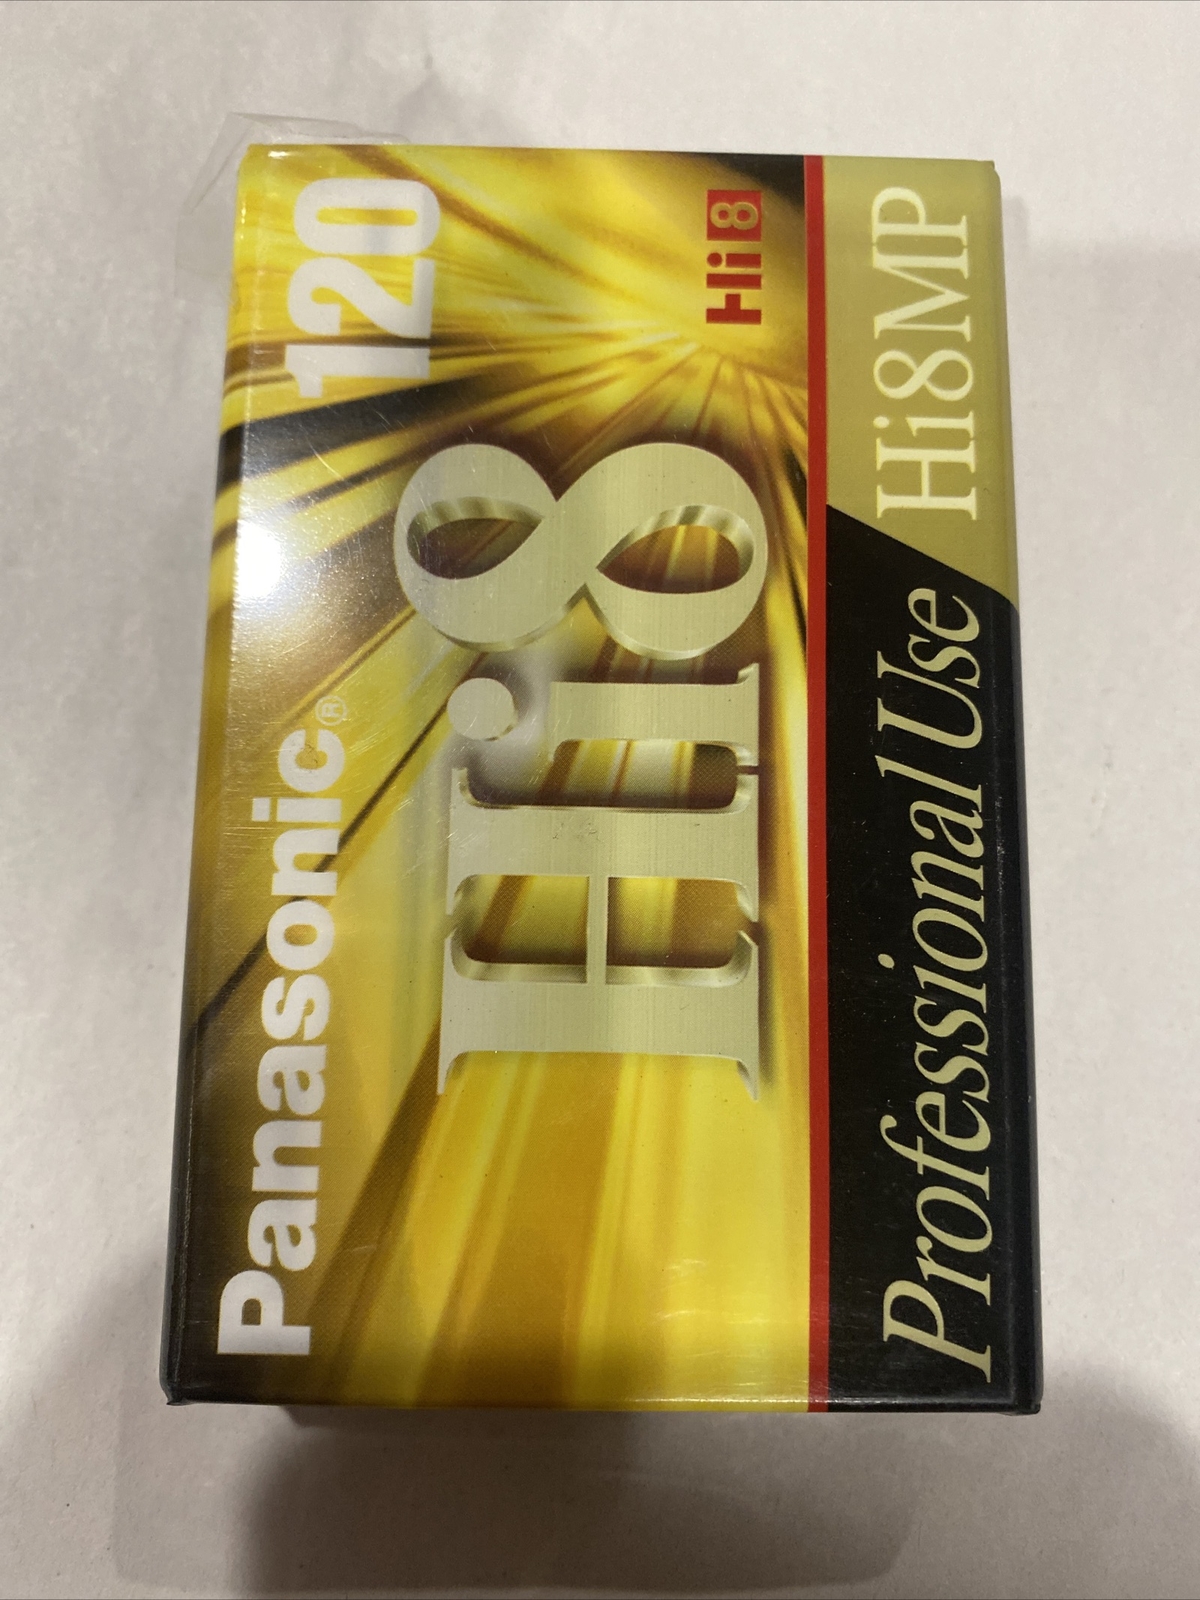 Panasonic® 120
Hi8
Hi8
Professional Use Hi8MP